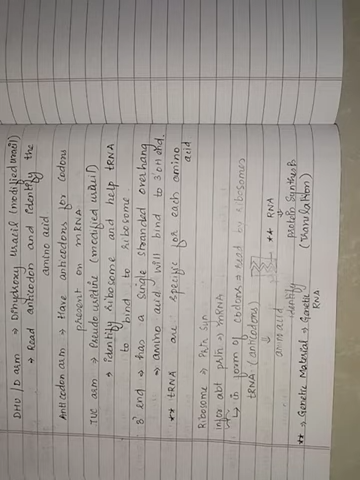 DHU/D arm → Dihydroxy Uracil (modified uracil)
→ Read anticodon and identify the
amino acid
Anticodon arm → Have anticodons for codons
present on mRNA
TΨC arm → Pseudo uridine (modified uracil)
→ identify Ribosome and help tRNA
to bind to Ribosome.
3' end → has a single stranded overhang
→ amino acid will bind to 3' OH end.
** tRNA are specific for each amino
acid
Ribosome → Ptn Syn
info abt ptn → mRNA
↳ in form of codons → read by Ribosomes
tRNA (anticodons)
↓
identify
amino acid
** RNA
↓
protein synthesis
(Translation)
** → Genetic Material → Genetic
RNA